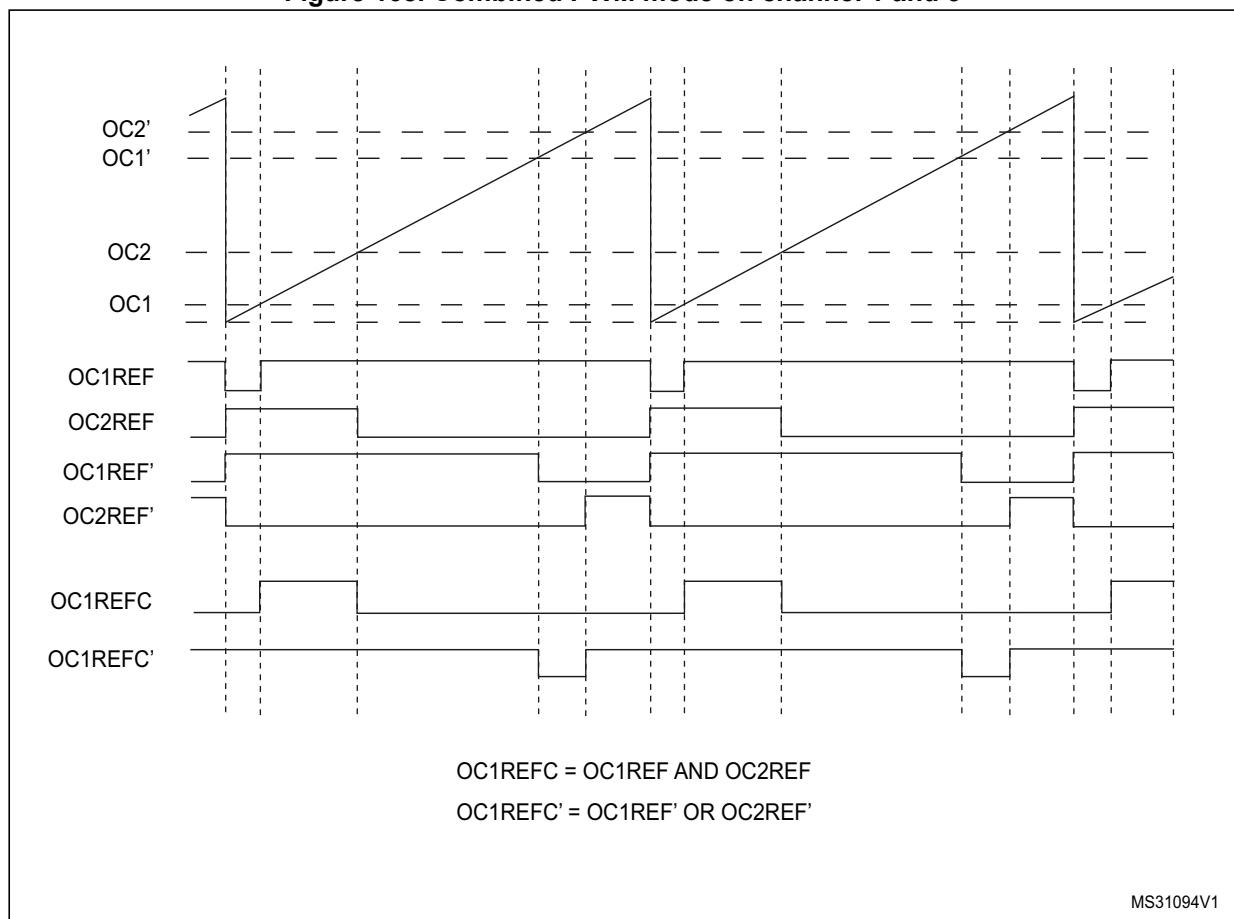 OC2’
OC1’
OC2
OC1
OC1REF
OC2REF
OC1REF’
OC2REF’
OC1REFC
OC1REFC’
OC1REFC = OC1REF AND OC2REF
OC1REFC’ = OC1REF’ OR OC2REF’
MS31094V1